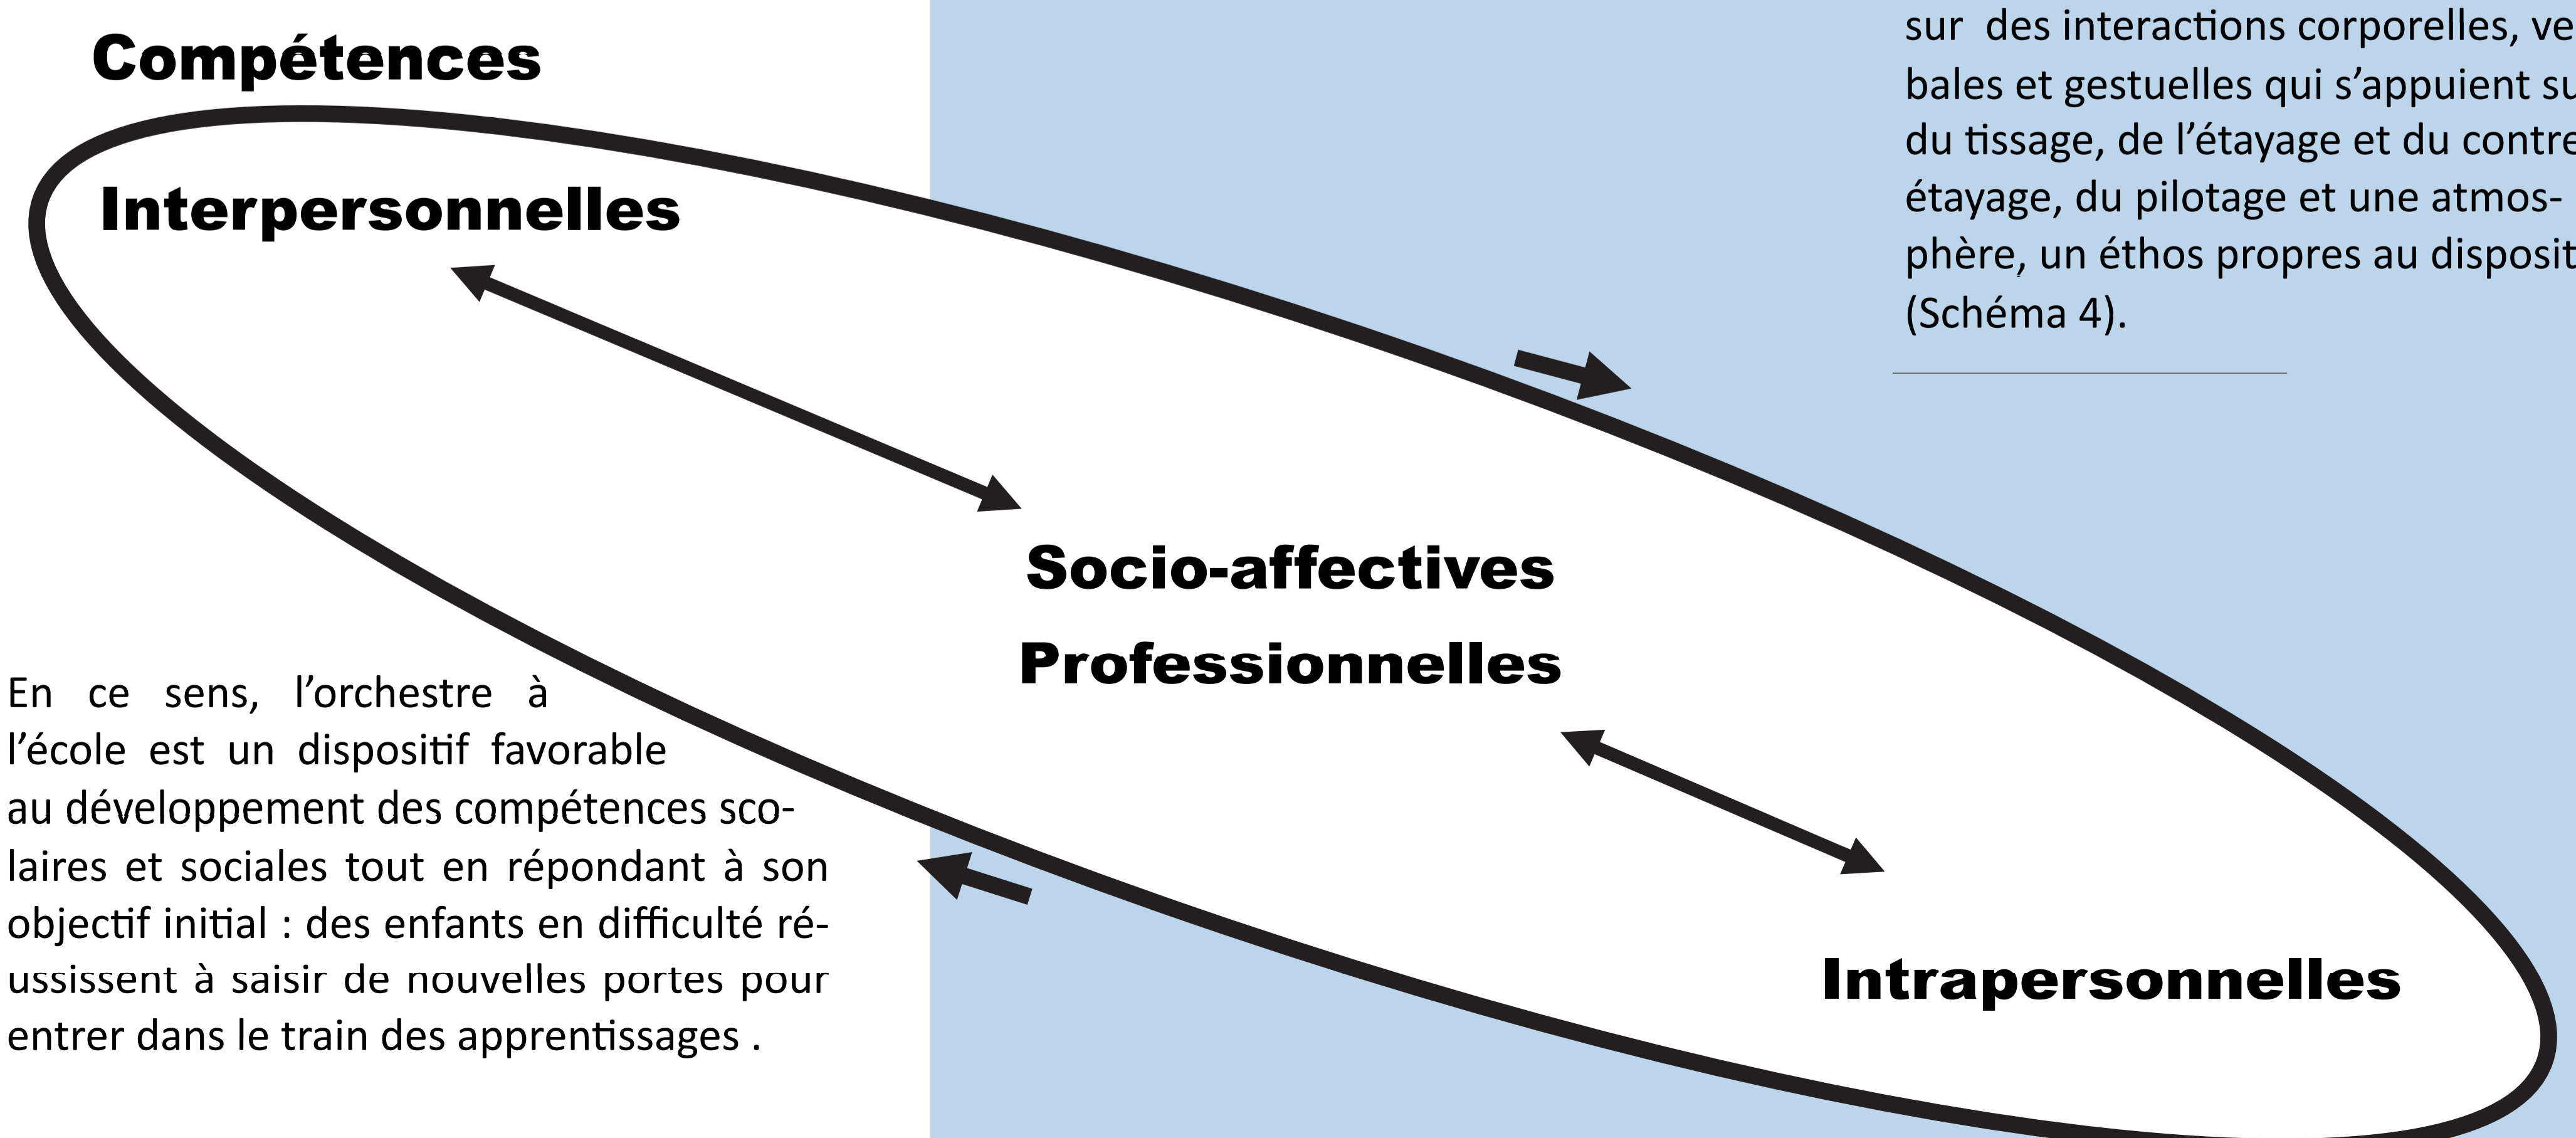 Compétences
Interpersonnelles
Socio-affectives
Professionnelles
Intrapersonnelles
En ce sens, l’orchestre à
l’école est un dispositif favorable
au développement des compétences sco-
laires et sociales tout en répondant à son
objectif initial : des enfants en difficulté ré-
ussissent à saisir de nouvelles portes pour
entrer dans le train des apprentissages .
sur des interactions corporelles, ve
bales et gestuelles qui s’appuient su
du tissage, de l’étayage et du contre
étayage, du pilotage et une atmos-
phère, un éthos propres au disposit
(Schéma 4).